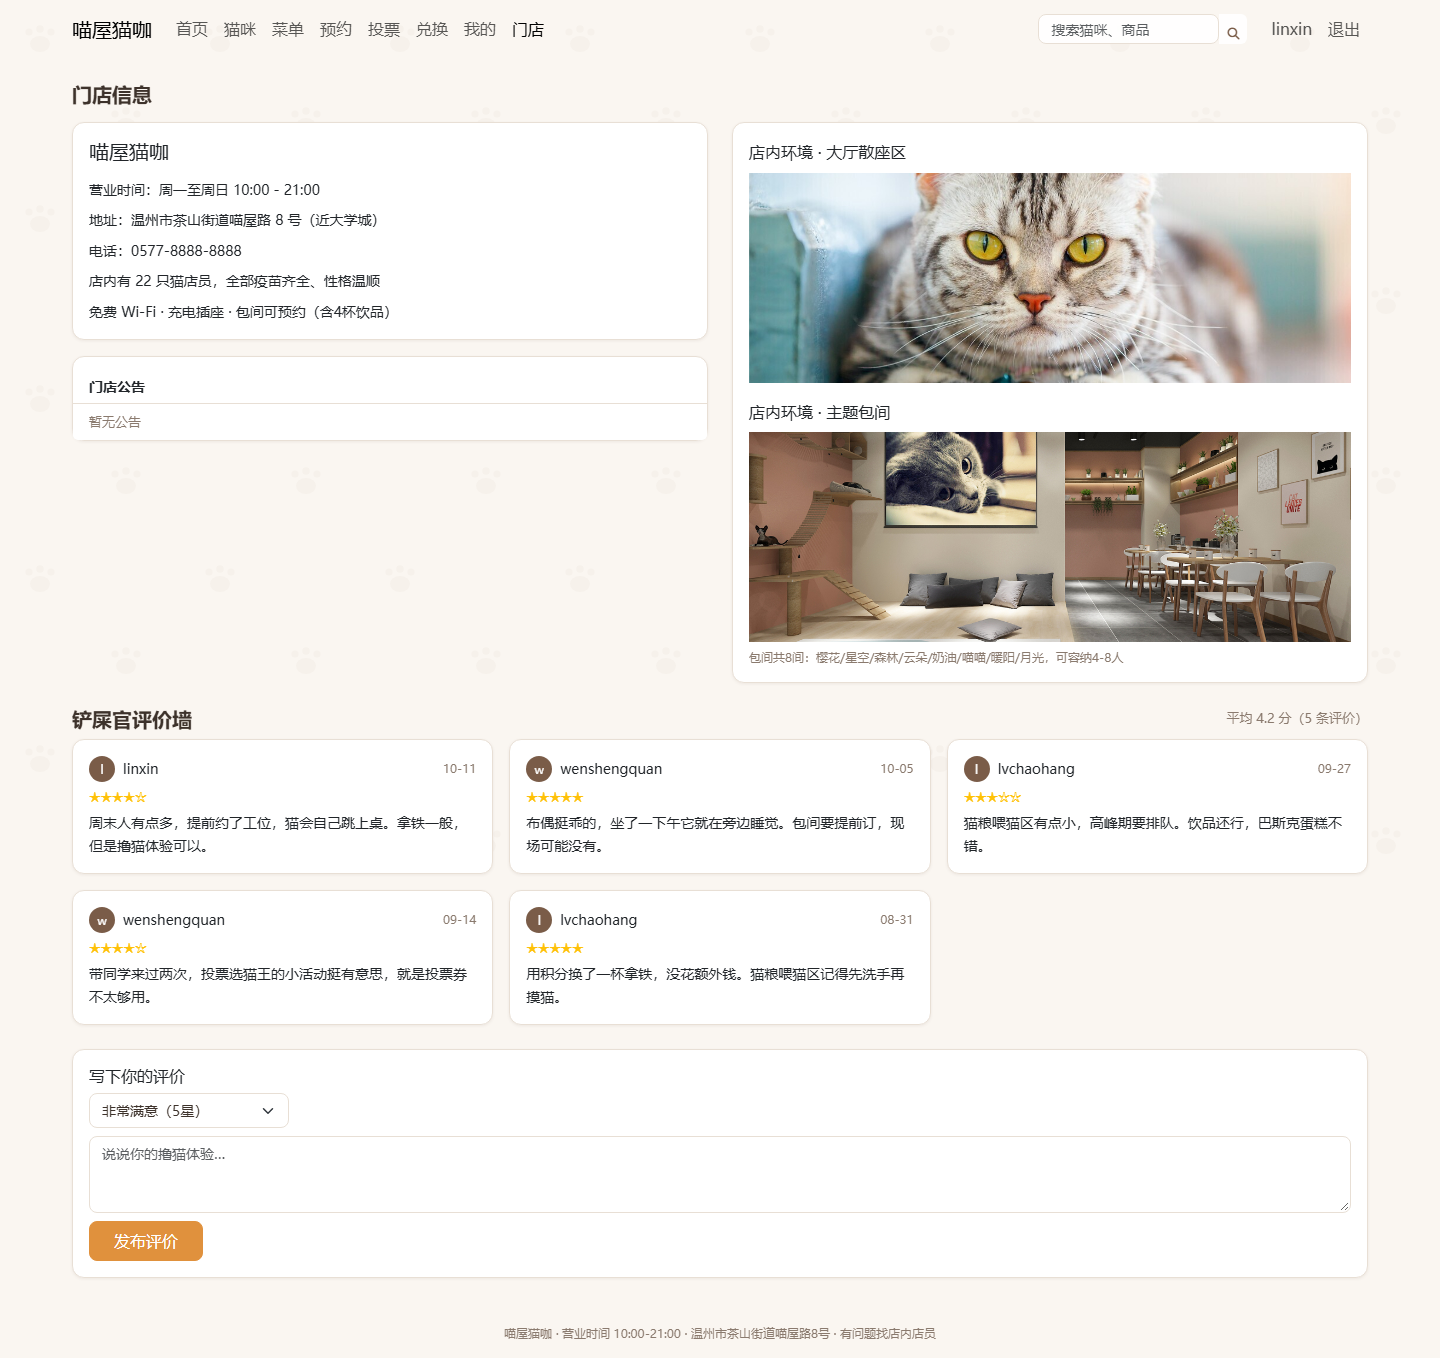 喵屋猫咖 首页 猫咪 菜单 预约 投票 兑换 我的 门店 搜索猫咪、商品 linxin 退出
门店信息
喵屋猫咖
营业时间：周一至周日 10:00 - 21:00
地址：温州市茶山街道喵屋路 8 号（近大学城）
电话：0577-8888-8888
店内有 22 只猫店员，全部疫苗齐全、性格温顺
免费 Wi-Fi · 充电插座 · 包间可预约（含4杯饮品）
门店公告
暂无公告
店内环境 · 大厅散座区
店内环境 · 主题包间
包间共8间：樱花/星空/森林/云朵/奶油/喵喵/暖阳/月光，可容纳4-8人
铲屎官评价墙
平均 4.2 分（5 条评价）
l linxin 10-11
★★★★☆
周末人有点多，提前约了工位，猫会自己跳上桌。拿铁一般，
但是撸猫体验可以。
w wenshengquan 10-05
★★★★★
布偶挺乖的，坐了一下午它就在旁边睡觉。包间要提前订，现
场可能没有。
l lvchaohang 09-27
★★★☆☆
猫粮喂猫区有点小，高峰期要排队。饮品还行，巴斯克蛋糕不
错。
w wenshengquan 09-14
★★★★☆
带同学来过两次，投票选猫王的小活动挺有意思，就是投票券
不太够用。
l lvchaohang 08-31
★★★★★
用积分换了一杯拿铁，没花额外钱。猫粮喂猫区记得先洗手再
摸猫。
写下你的评价
非常满意（5星）
说说你的撸猫体验...
发布评价
喵屋猫咖 · 营业时间 10:00-21:00 · 温州市茶山街道喵屋路8号 · 有问题找店内店员